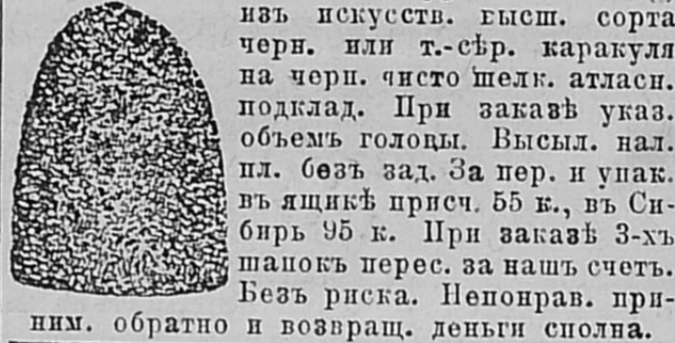 изъ искусств. высш. сорта
черн. или т.-сѣр. каракуля
на черн. чисто шелк. атласн.
подклад. При заказѣ указ.
объемъ головы. Высыл. нал.
пл. безъ зад. За пер. и упак.
въ ящикѣ присч. 55 к., въ Си-
бирь 95 к. При заказѣ 3-хъ
шапокъ перес. за нашъ счетъ.
Безъ риска. Непонрав. при-
ним. обратно и возвращ. деньги сполна.